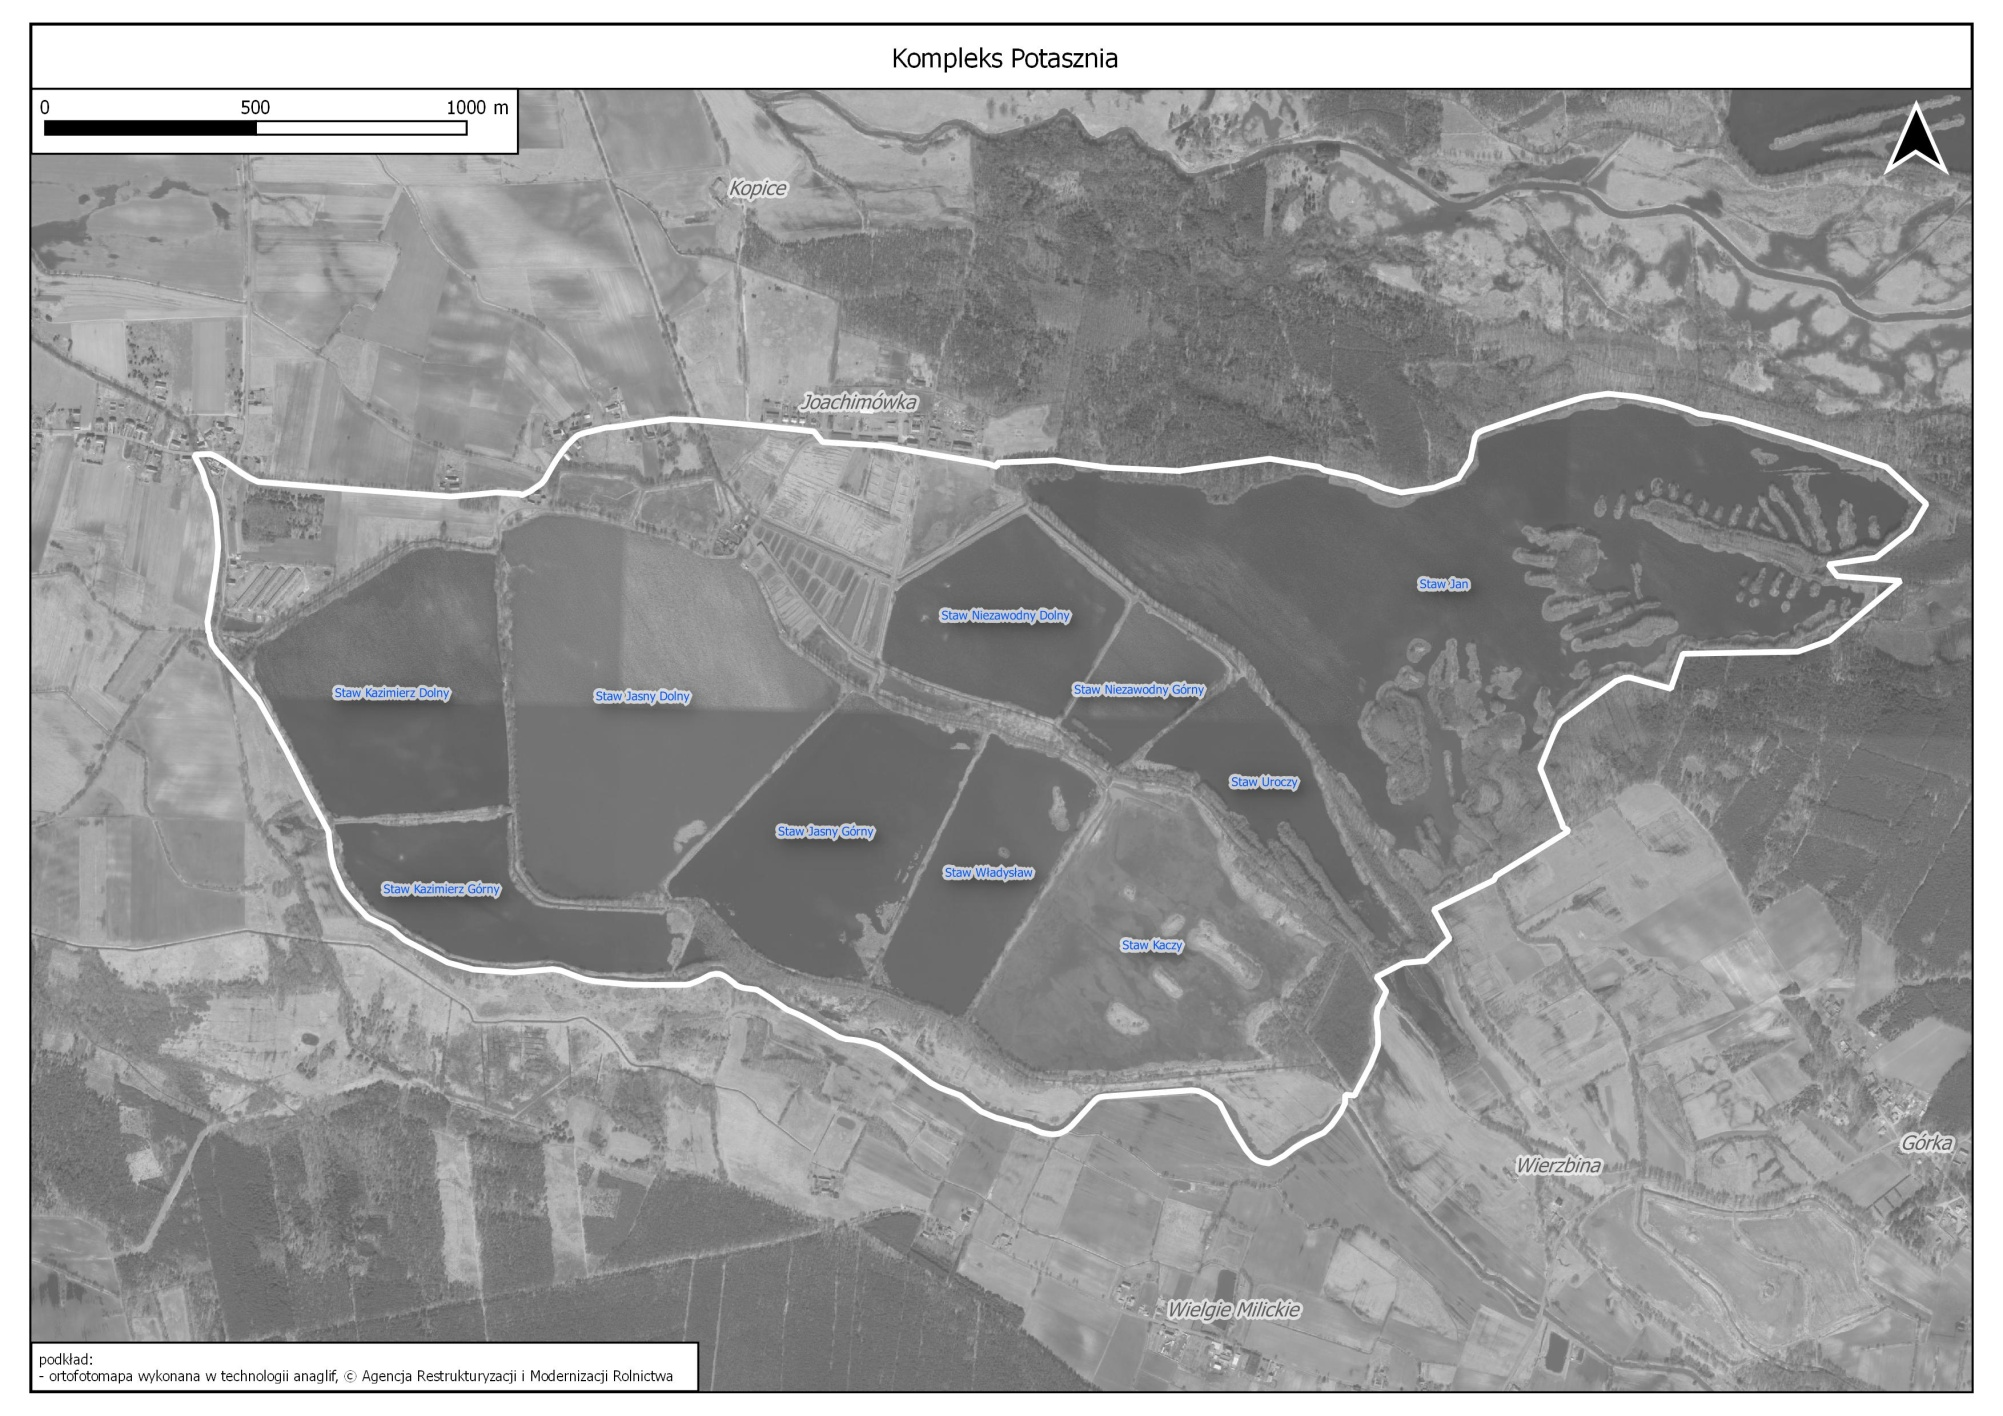 Kompleks Potasznia
0 500 1000 m
Kopice
Joachimówka
Staw Jan
Staw Niezawodny Dolny
Staw Niezawodny Górny
Staw Kazimierz Dolny
Staw Jasny Dolny
Staw Uroczy
Staw Jasny Górny
Staw Władysław
Staw Kazimierz Górny
Staw Kaczy
Górka
Wierzbina
Wielgie Milickie
podkład:
- ortofotomapa wykonana w technologii anaglif, © Agencja Restrukturyzacji i Modernizacji Rolnictwa